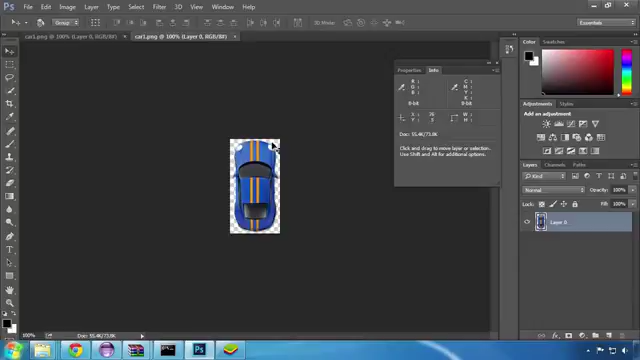 File Edit Image Layer Type Select Filter 3D View Window Help
Group
3D Mode:
Essentials
car1.png @ 100% (Layer 0, RGB/8#)
car1.png @ 100% (Layer 0, RGB/8#)
Properties Info
R:
G:
B:
8-bit
C:
M:
Y:
K:
8-bit
X:
Y:
W:
H:
Doc: 55.4K/73.8K
Click and drag to move layer or selection.
Use Shift and Alt for additional options.
Color Swatches
Adjustments Styles
Add an adjustment
Layers Channels Paths
Kind
Normal
Opacity: 100%
Lock:
Fill: 100%
Layer 0
100%
Doc: 55.4K/73.8K
Ps